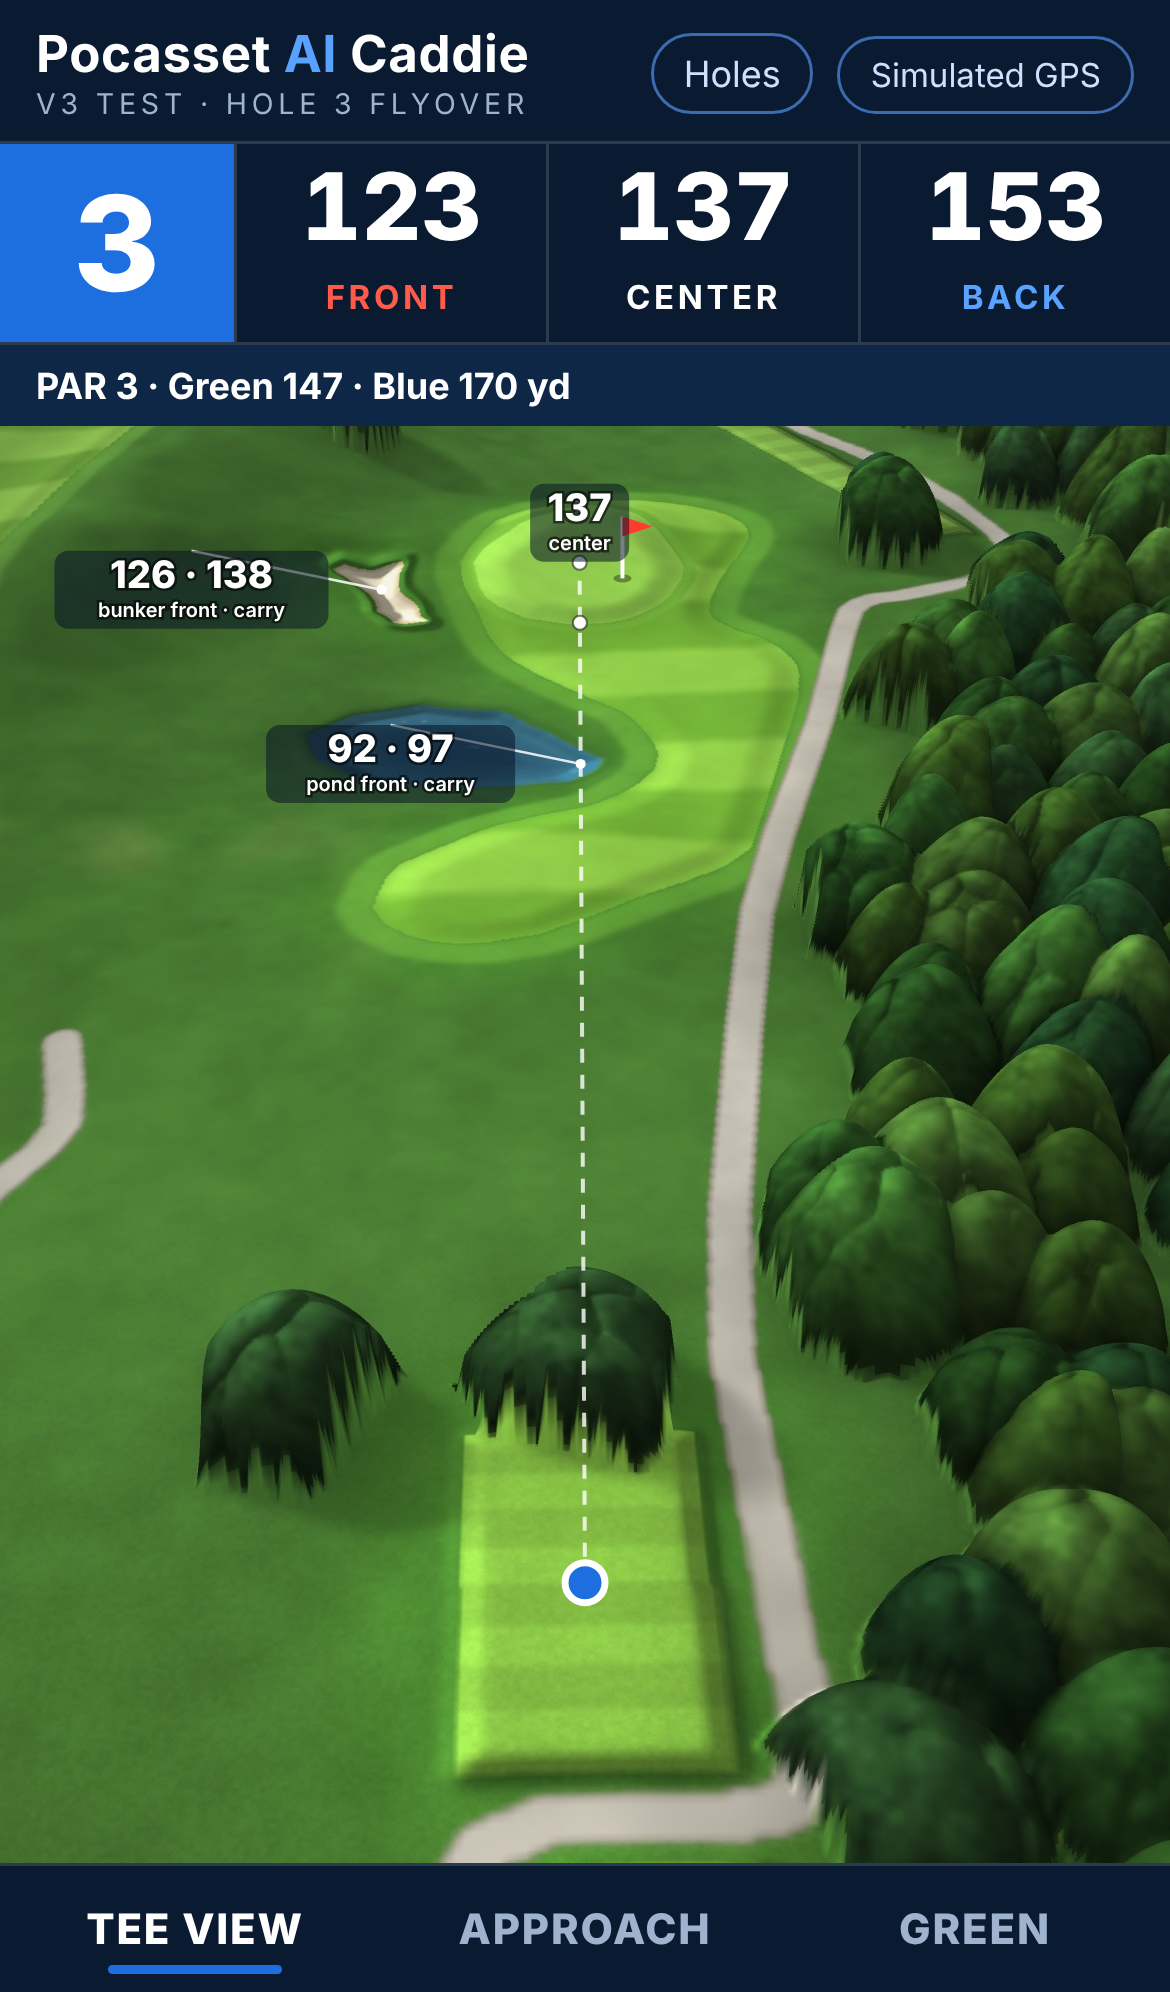 Pocasset AI Caddie
V3 TEST · HOLE 3 FLYOVER
Holes
Simulated GPS
3
123
FRONT
137
CENTER
153
BACK
PAR 3 · Green 147 · Blue 170 yd
137
center
126 · 138
bunker front · carry
92 · 97
pond front · carry
TEE VIEW
APPROACH
GREEN